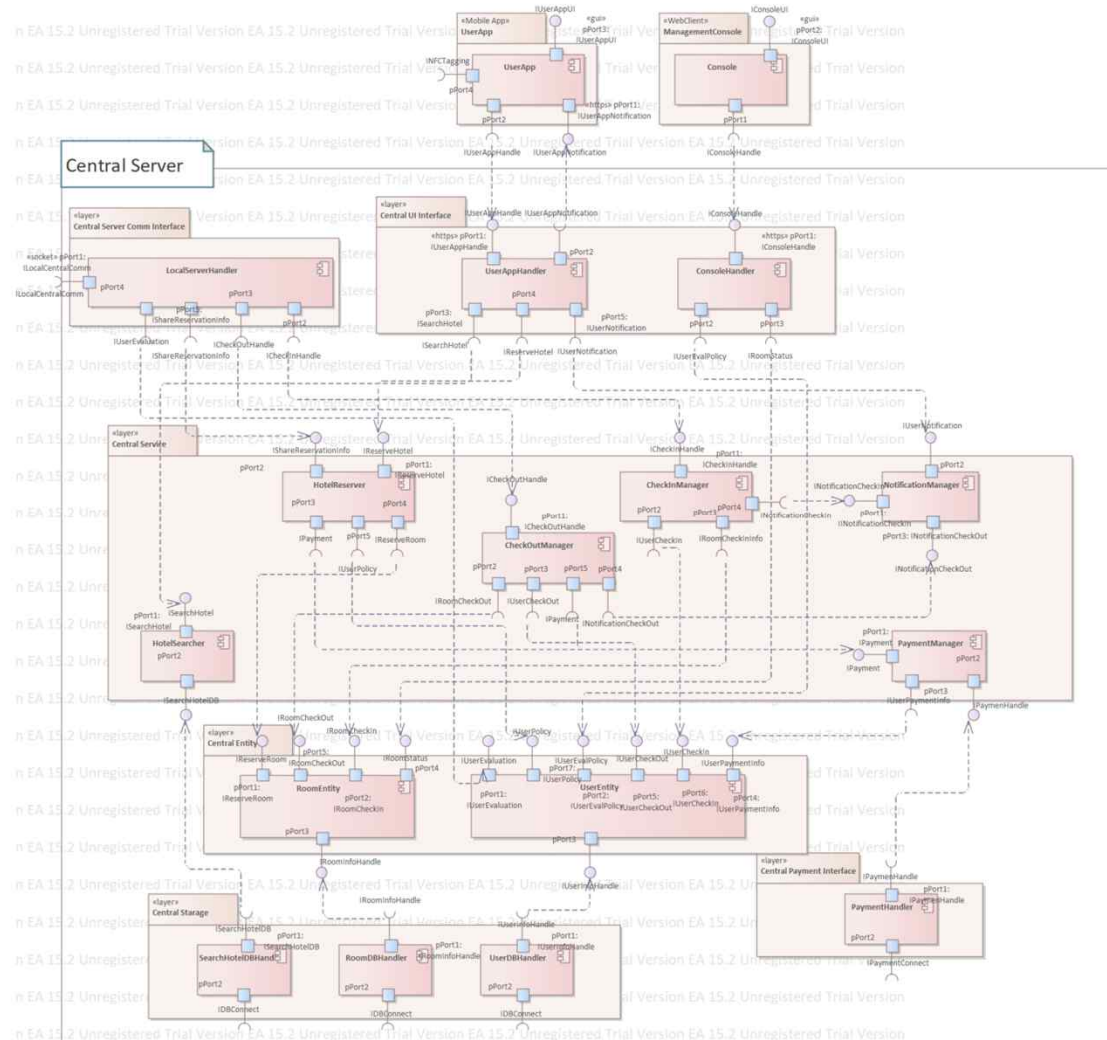 «Mobile App»
UserApp
IUserAppUI
«gui»
pPort3:
IUserAppUI
UserApp
INFCTagging
pPort4
pPort2
«https» pPort1:
IUserAppNotification
IUserAppHandle
IUserAppNotification
«WebClient»
ManagementConsole
IConsoleUI
«gui»
pPort2:
IConsoleUI
Console
pPort1
IConsoleHandle
Central Server
«layer»
Central Server Comm Interface
«socket» pPort1:
ILocalCentralComm
ILocalCentralComm
LocalServerHandler
pPort4
pPort3
pPort2
IShareReservationInfo
IUserEvaluation
IShareReservationInfo
ICheckOutHandle
ICheckInHandle
«layer»
Central UI Interface
IUserAppHandle
IUserAppNotification
«https» pPort1:
IUserAppHandle
pPort2
UserAppHandler
pPort4
pPort3:
ISearchHotel
pPort5:
IUserNotification
ISearchHotel
IReserveHotel
IUserNotification
IConsoleHandle
«https» pPort1:
IConsoleHandle
ConsoleHandler
pPort2
pPort3
IUserEvalPolicy
IRoomStatus
«layer»
Central Service
IShareReservationInfo
IReserveHotel
pPort2
pPort1:
IReserveHotel
HotelReserver
pPort3
pPort4
IPayment
pPort5
IReserveRoom
IUserPolicy
ICheckOutHandle
pPort1:
ICheckOutHandle
CheckOutManager
pPort2
pPort3
pPort5
pPort4
IRoomCheckOut
IUserCheckOut
IPayment
INotificationCheckOut
ICheckInHandle
pPort1:
ICheckInHandle
CheckInManager
pPort2
pPort3
pPort4
IUserCheckIn
IRoomCheckInInfo
INotificationCheckIn
IUserNotification
pPort2
INotificationCheckIn
NotificationManager
pPort1:
INotificationCheckIn
pPort3: INotificationCheckOut
INotificationCheckOut
ISearchHotel
pPort1:
ISearchHotel
HotelSearcher
pPort2
ISearchHotelDB
pPort1:
IPayment
IPayment
PaymentManager
pPort2
pPort3
IUserPaymentInfo
IPaymenHandle
«layer»
Central Entity
IReserveRoom
IRoomCheckOut
pPort5:
IRoomCheckOut
IRoomCheckIn
IRoomStatus
pPort4
RoomEntity
pPort1:
IReserveRoom
pPort2:
IRoomCheckIn
pPort3
IRoomInfoHandle
IUserEvaluation
IUserPolicy
IUserEvalPolicy
IUserCheckOut
IUserCheckIn
IUserPaymentInfo
pPort7:
IUserPolicy
UserEntity
pPort1:
IUserEvaluation
pPort2:
IUserEvalPolicy
pPort5:
IUserCheckOut
pPort6:
IUserCheckIn
pPort4:
IUserPaymentInfo
pPort3
IUserInfoHandle
«layer»
Central Starage
ISearchHotelDB
pPort1:
ISearchHotelDB
SearchHotelDBHandl
pPort2
IDBConnect
IRoomInfoHandle
pPort1:
IRoomInfoHandle
RoomDBHandler
pPort2
IDBConnect
IUserInfoHandle
pPort1:
IUserInfoHandle
UserDBHandler
pPort2
IDBConnect
«layer»
Central Payment Interface
IPaymenHandle
pPort1:
IPaymenHandle
PaymentHandler
pPort2
IPaymentConnect